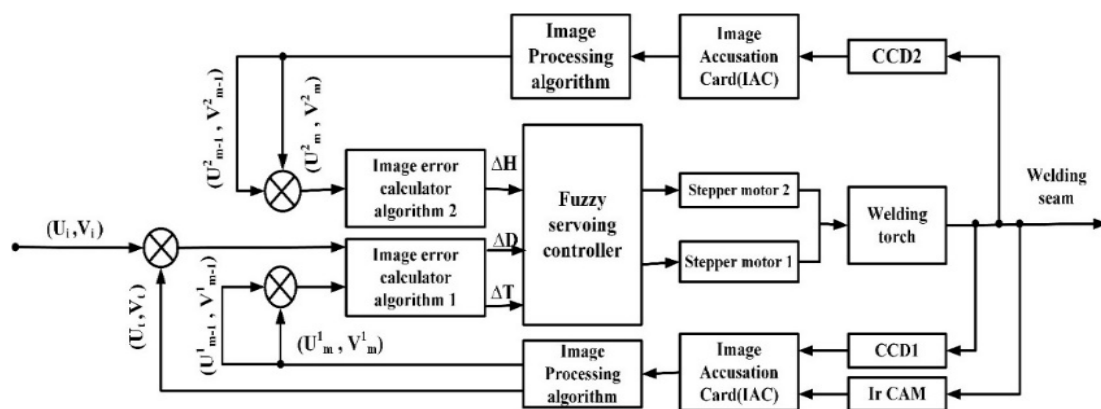 Image
Processing
algorithm
Image
Accusation
Card(IAC)
CCD2
(U²m-1 , V²m-1)
(U²m , V²m)
Image error
calculator
algorithm 2
ΔH
Fuzzy
servoing
controller
Stepper motor 2
Welding
torch
Welding
seam
(Ui,Vi)
Image error
calculator
algorithm 1
ΔD
ΔT
Stepper motor 1
(Ut,Vt)
(U¹m-1 , V¹m-1)
(U¹m , V¹m)
Image
Processing
algorithm
Image
Accusation
Card(IAC)
CCD1
Ir CAM